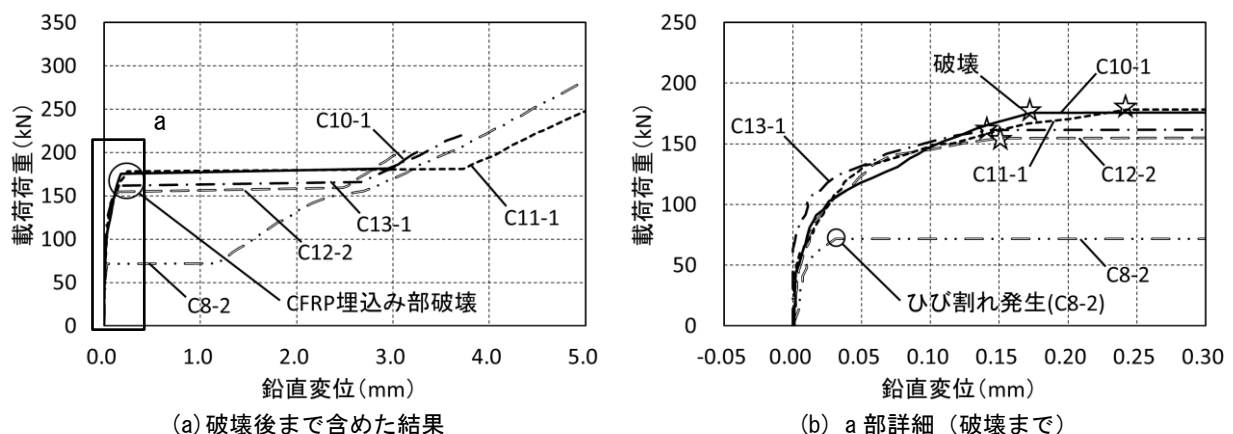 350
300
250
200
150
100
50
0
載荷荷重(kN)
a
C10-1
C13-1
C11-1
C12-2
C8-2
CFRP埋込み部破壊
0.0 1.0 2.0 3.0 4.0 5.0
鉛直変位(mm)
(a) 破壊後まで含めた結果
250
200
150
100
50
0
載荷荷重(kN)
破壊
C10-1
C13-1
C11-1
C12-2
C8-2
ひび割れ発生(C8-2)
-0.05 0.00 0.05 0.10 0.15 0.20 0.25 0.30
鉛直変位(mm)
(b) a部詳細（破壊まで）